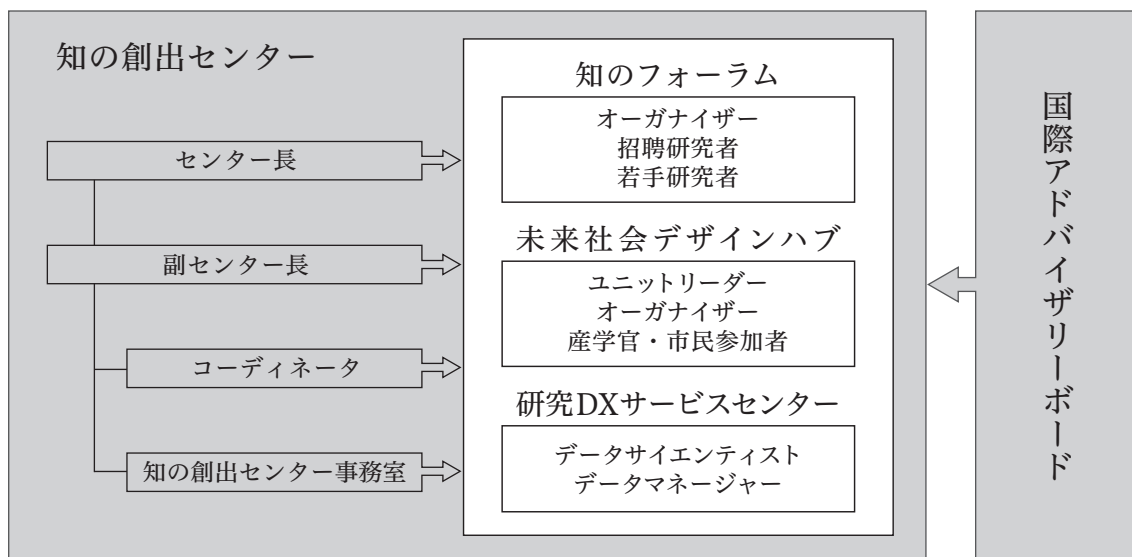 知の創出センター
センター長
副センター長
コーディネータ
知の創出センター事務室
知のフォーラム
オーガナイザー
招聘研究者
若手研究者
未来社会デザインハブ
ユニットリーダー
オーガナイザー
産学官・市民参加者
研究DXサービスセンター
データサイエンティスト
データマネージャー
国際アドバイザリーボード